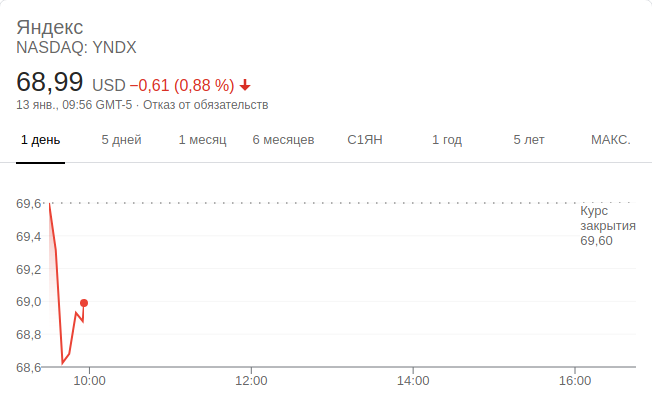 Яндекс
NASDAQ: YNDX
68,99 USD −0,61 (0,88 %)
13 янв., 09:56 GMT-5 · Отказ от обязательств
1 день 5 дней 1 месяц 6 месяцев С1ЯН 1 год 5 лет МАКС.
69,6
Курс
закрытия
69,60
69,4
69,2
69,0
68,8
68,6
10:00 12:00 14:00 16:00